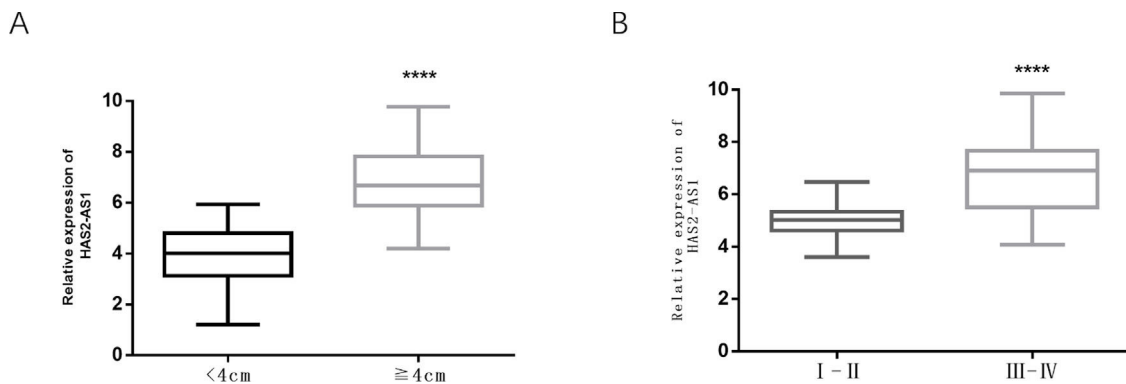 A
Relative expression of
HAS2-AS1
10
8
6
4
2
0
****
<4cm
≧4cm
B
Relative expression of
HAS2-AS1
10
8
6
4
2
0
****
I-II
III-IV